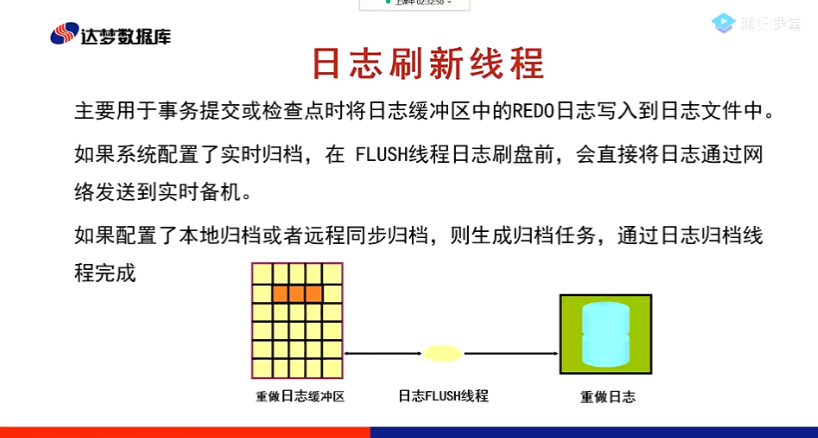 上课中 02:32:50
达梦数据库
腾讯课堂
日志刷新线程
主要用于事务提交或检查点时将日志缓冲区中的REDO日志写入到日志文件中。
如果系统配置了实时归档，在 FLUSH线程日志刷盘前，会直接将日志通过网
络发送到实时备机。
如果配置了本地归档或者远程同步归档，则生成归档任务，通过日志归档线
程完成
重做日志缓冲区
日志FLUSH线程
重做日志